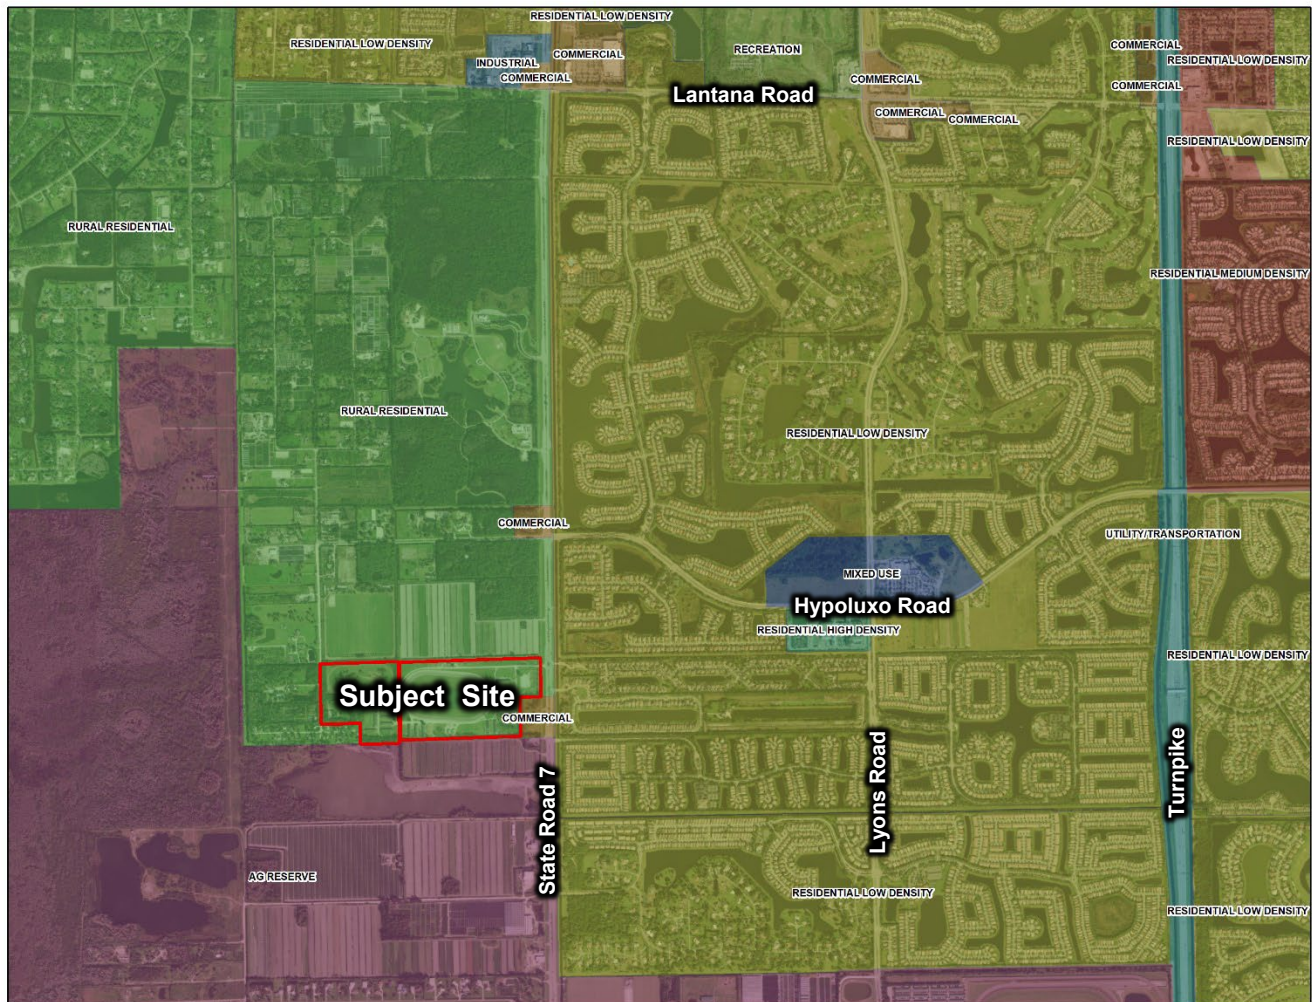 RESIDENTIAL LOW DENSITY
RESIDENTIAL LOW DENSITY
COMMERCIAL
RECREATION
COMMERCIAL
INDUSTRIAL
COMMERCIAL
RESIDENTIAL LOW DENSITY
COMMERCIAL
COMMERCIAL
Lantana Road
COMMERCIAL
COMMERCIAL
RESIDENTIAL LOW DENSITY
RURAL RESIDENTIAL
RESIDENTIAL MEDIUM DENSITY
RURAL RESIDENTIAL
RESIDENTIAL LOW DENSITY
COMMERCIAL
UTILITY/TRANSPORTATION
MIXED USE
Hypoluxo Road
RESIDENTIAL HIGH DENSITY
RESIDENTIAL LOW DENSITY
Subject Site
COMMERCIAL
State Road 7
Lyons Road
Turnpike
AG RESERVE
RESIDENTIAL LOW DENSITY
RESIDENTIAL LOW DENSITY